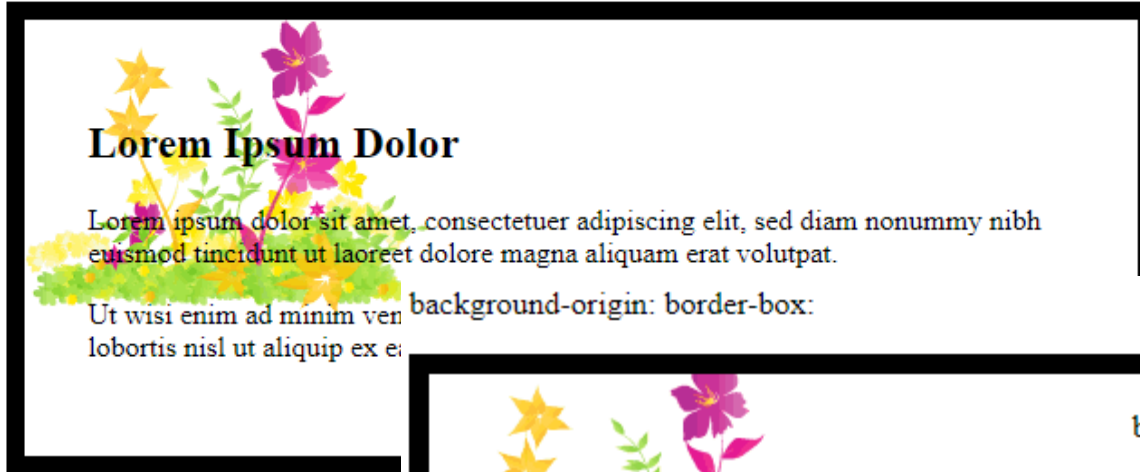 Lorem Ipsum Dolor
Lorem ipsum dolor sit amet, consectetuer adipiscing elit, sed diam nonummy nibh
euismod tincidunt ut laoreet dolore magna aliquam erat volutpat.
Ut wisi enim ad minim ven
lobortis nisl ut aliquip ex
background-origin: border-box: